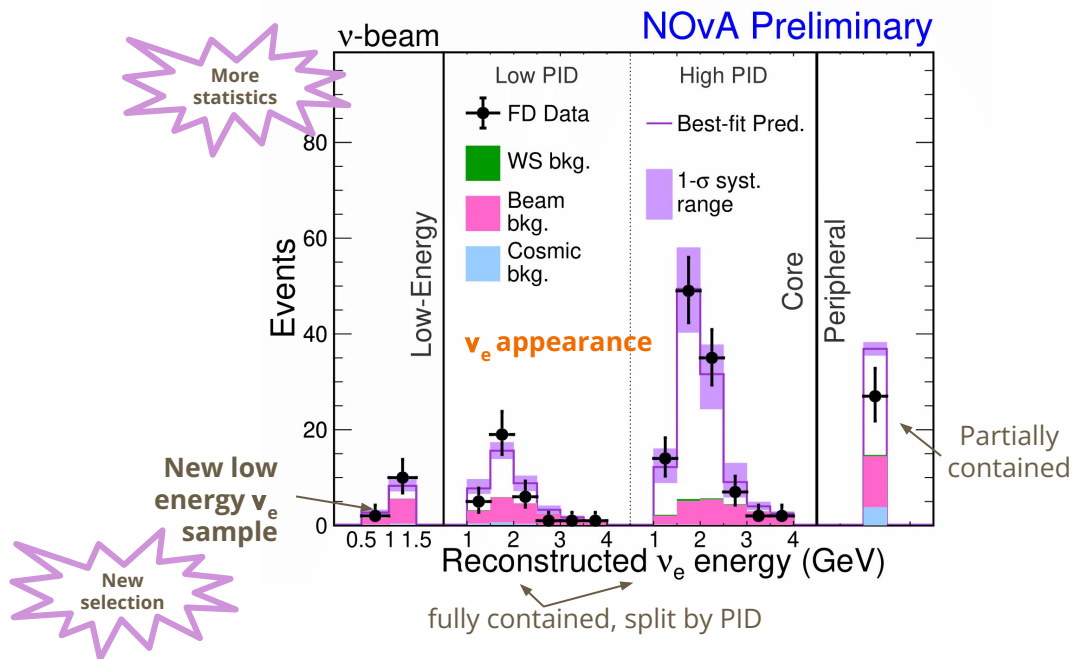 ν-beam
NOvA Preliminary
More
statistics
Low PID
High PID
FD Data
WS bkg.
Beam
bkg.
Cosmic
bkg.
Best-fit Pred.
1-σ syst.
range
Low-Energy
Core
Peripheral
Events
80
60
40
20
0
νe appearance
New low
energy νe
sample
Partially
contained
0.5 1 1.5 1 2 3 4 1 2 3 4
Reconstructed νe energy (GeV)
New
selection
fully contained, split by PID